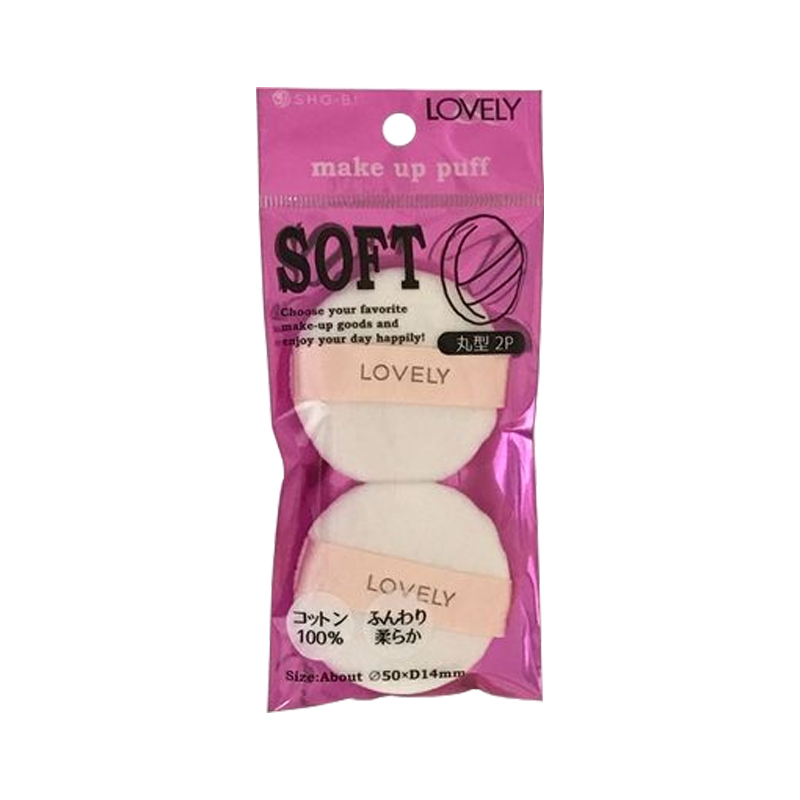 SHO-BI
LOVELY
make up puff
SOFT
Choose your favorite
make-up goods and
enjoy your day happily!
丸型 2P
LOVELY
LOVELY
コットン
100%
ふんわり
柔らか
Size:About ∅50×D14mm